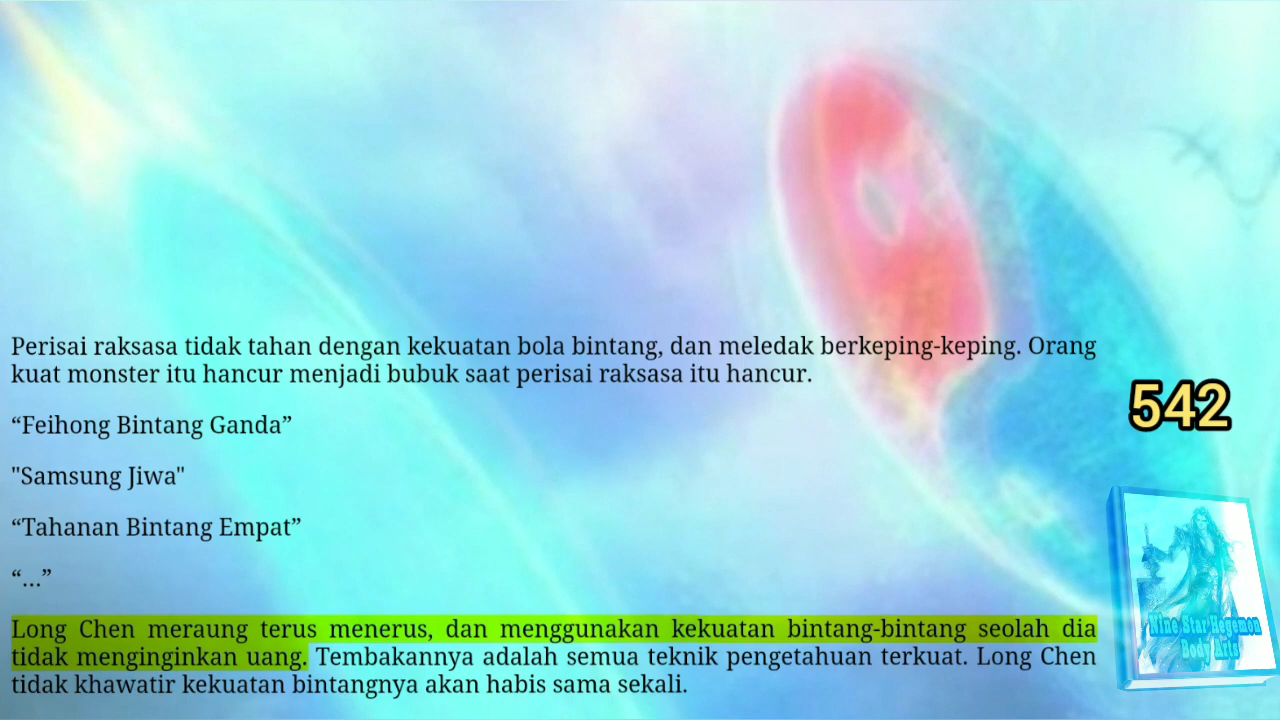 Perisai raksasa tidak tahan dengan kekuatan bola bintang, dan meledak berkeping-keping. Orang
kuat monster itu hancur menjadi bubuk saat perisai raksasa itu hancur.
“Feihong Bintang Ganda”
"Samsung Jiwa"
“Tahanan Bintang Empat”
“...”
Long Chen meraung terus menerus, dan menggunakan kekuatan bintang-bintang seolah dia
tidak menginginkan uang. Tembakannya adalah semua teknik pengetahuan terkuat. Long Chen
tidak khawatir kekuatan bintangnya akan habis sama sekali.
542
Nine Star Hegemon
Body Arts